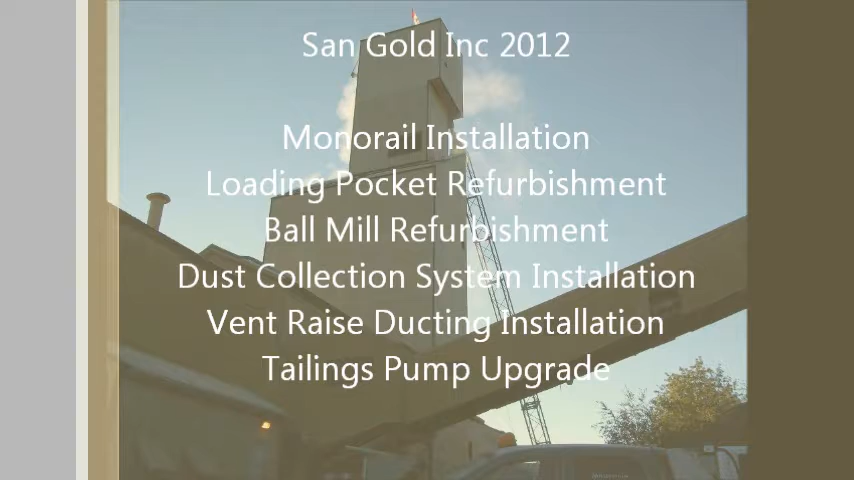 San Gold Inc 2012
Monorail Installation
Loading Pocket Refurbishment
Ball Mill Refurbishment
Dust Collection System Installation
Vent Raise Ducting Installation
Tailings Pump Upgrade